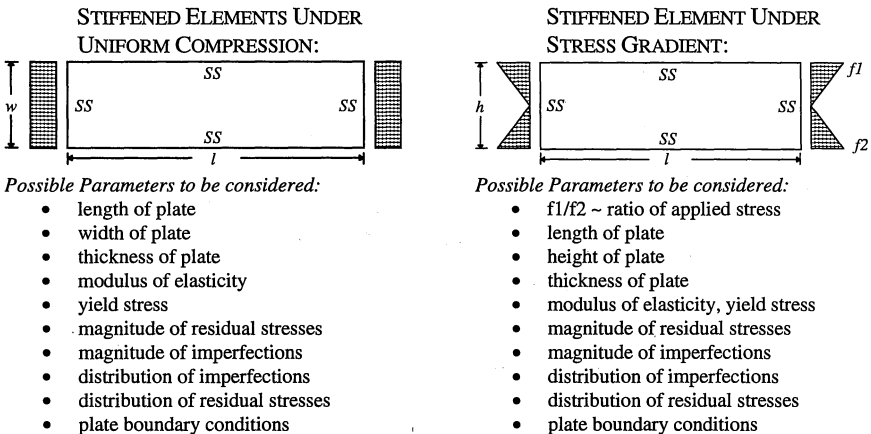 STIFFENED ELEMENTS UNDER
UNIFORM COMPRESSION:
SS
w
SS
SS
SS
l
Possible Parameters to be considered:
• length of plate
• width of plate
• thickness of plate
• modulus of elasticity
• yield stress
• magnitude of residual stresses
• magnitude of imperfections
• distribution of imperfections
• distribution of residual stresses
• plate boundary conditions
STIFFENED ELEMENT UNDER
STRESS GRADIENT:
SS
f1
h
SS
SS
SS
f2
l
Possible Parameters to be considered:
• f1/f2 ~ ratio of applied stress
• length of plate
• height of plate
• thickness of plate
• modulus of elasticity, yield stress
• magnitude of residual stresses
• magnitude of imperfections
• distribution of imperfections
• distribution of residual stresses
• plate boundary conditions